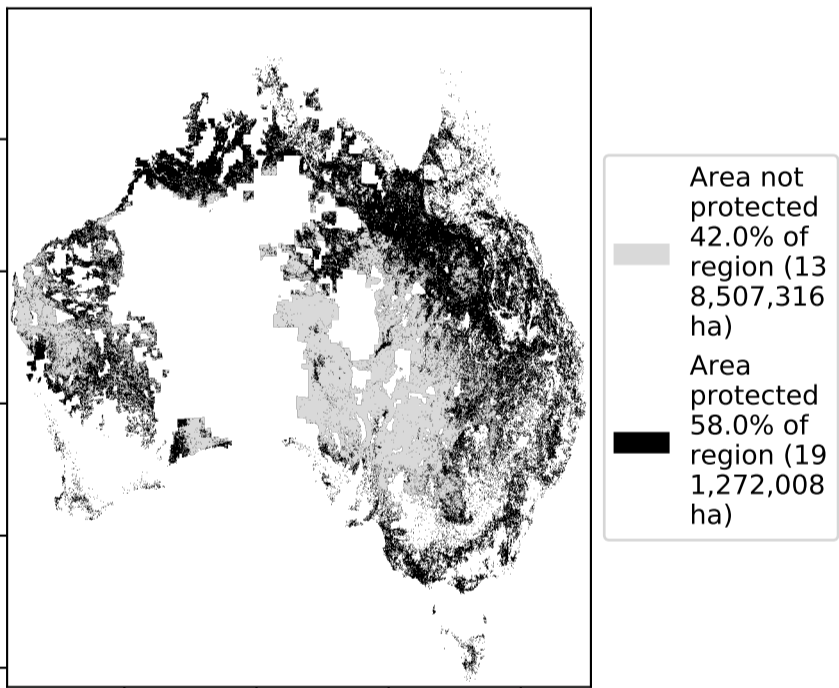 Area not
protected
42.0% of
region (13
8,507,316
ha)
Area
protected
58.0% of
region (19
1,272,008
ha)